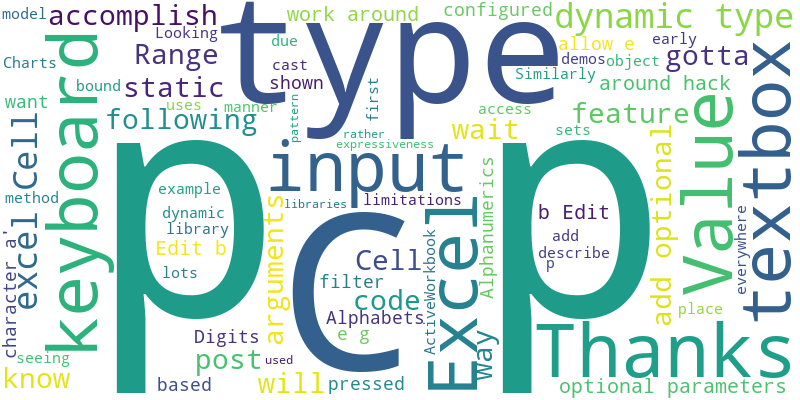 model
accomplish
type
work around
configured
dynamic type
Looking
Range
due
allow e
early
gotta
Charts
keyboard
cast
demos
object
bound
static
shown
Similarly
around hack
textbox
want
uses
manner
first
access
feature
Value
following
pattern
wait
sets
excel Cell
p
rather
expressiveness
p
input
Excel
Alphanumerics
add optional
everywhere
method
example
arguments
libraries
limitations
b Edit
dynamic
library
c
add
character a'
Edit b
Cell
ActiveWorkbook
describe
lots
filter
p
code
Alphabets
place
Digits
e g
way
Thanks
seeing
post
used
know
based
will
pressed
optional parameters